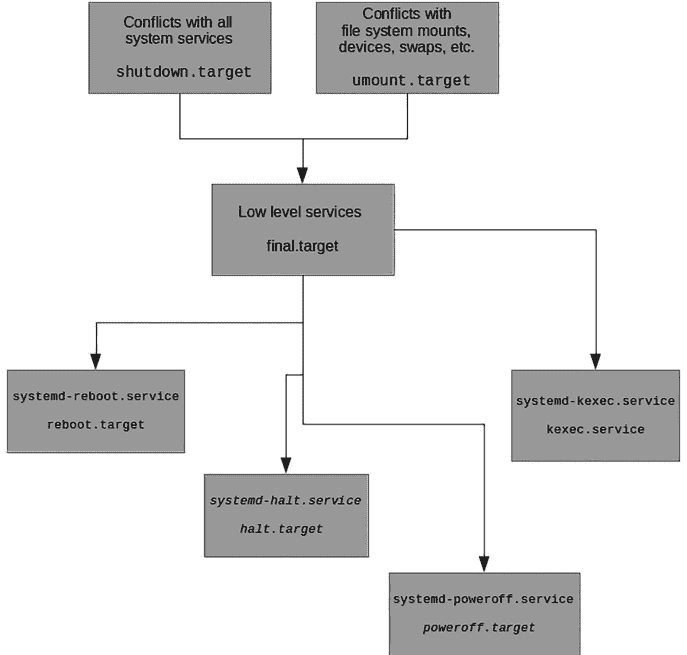 Conflicts with all
system services
shutdown.target
Conflicts with
file system mounts,
devices, swaps, etc.
umount.target
Low level services
final.target
systemd-reboot.service
reboot.target
systemd-kexec.service
kexec.service
systemd-halt.service
halt.target
systemd-poweroff.service
poweroff.target